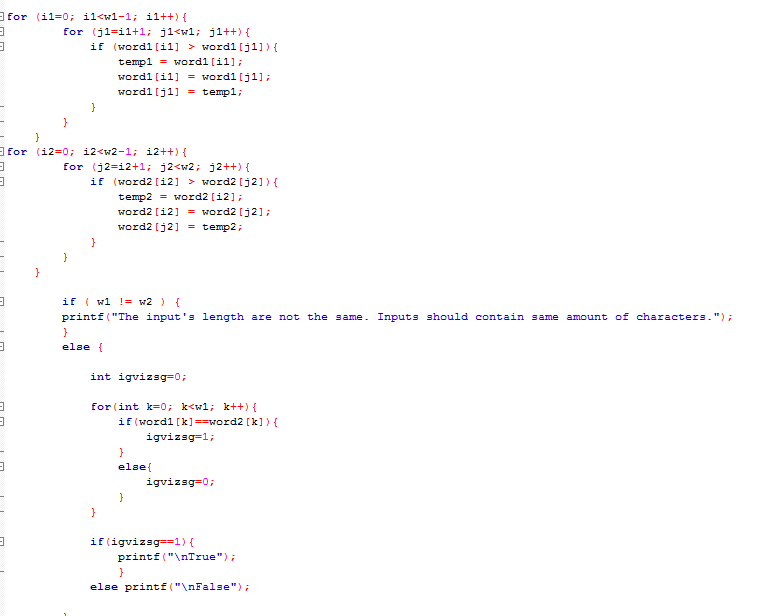 for (i1=0; i1<w1-1; i1++){
for (j1=i1+1; j1<w1; j1++){
if (word1[i1] > word1[j1]){
temp1 = word1[i1];
word1[i1] = word1[j1];
word1[j1] = temp1;
}
}
}
for (i2=0; i2<w2-1; i2++){
for (j2=i2+1; j2<w2; j2++){
if (word2[i2] > word2[j2]){
temp2 = word2[i2];
word2[i2] = word2[j2];
word2[j2] = temp2;
}
}
}
if ( w1 != w2 ) {
printf("The input's length are not the same. Inputs should contain same amount of characters.");
}
else {
int igvizsg=0;
for(int k=0; k<w1; k++){
if(word1[k]==word2[k]){
igvizsg=1;
}
else{
igvizsg=0;
}
}
if(igvizsg==1){
printf("\nTrue");
}
else printf("\nFalse");